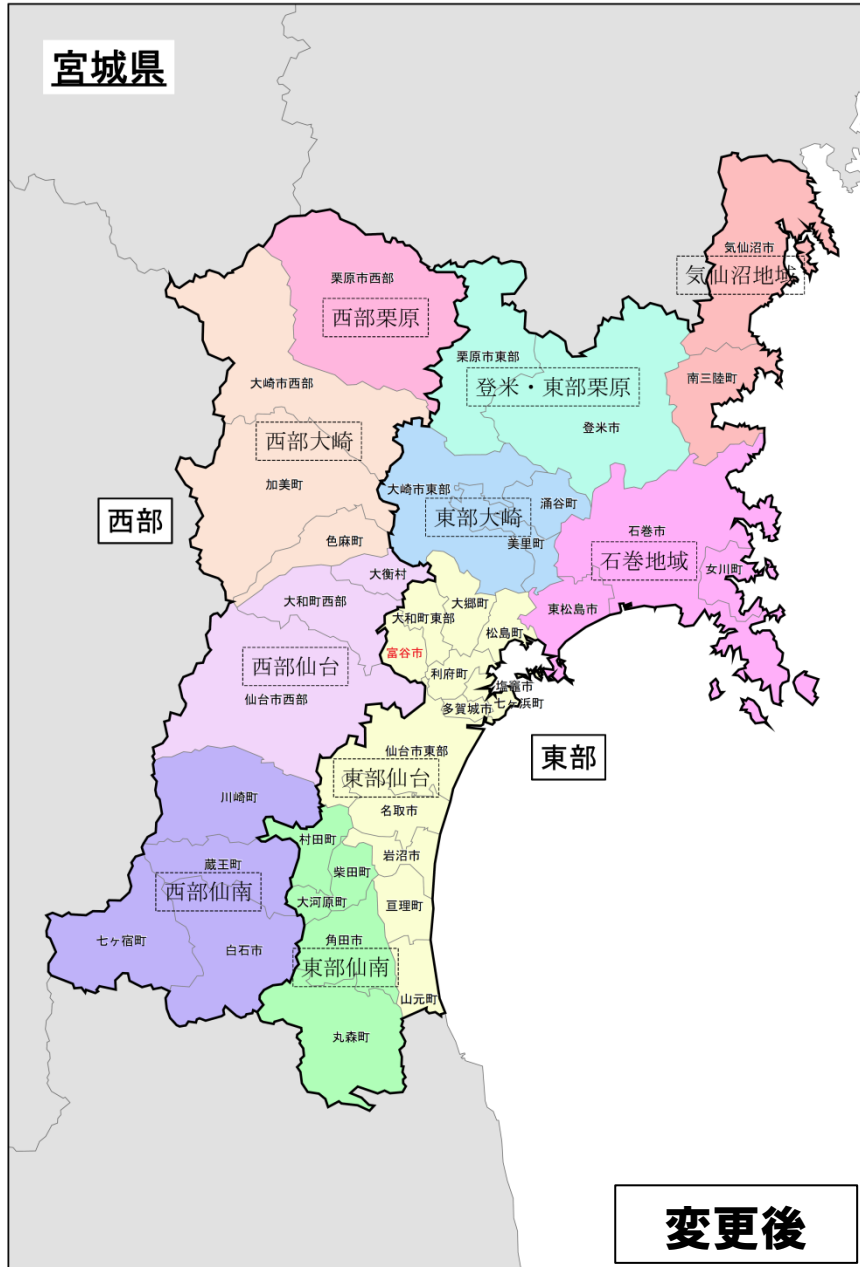 宮城県
気仙沼市
気仙沼地域
栗原市西部
西部栗原
栗原市東部
登米・東部栗原
南三陸町
大崎市西部
登米市
西部大崎
加美町
大崎市東部
涌谷町
東部大崎
西部
石巻市
色麻町
美里町
石巻地域
女川町
大衡村
大和町西部
大郷町
大和町東部
東松島市
松島町
富谷市
西部仙台
利府町
塩竈市
仙台市西部
多賀城市
七ヶ浜町
仙台市東部
東部
東部仙台
川崎町
名取市
村田町
岩沼市
蔵王町
柴田町
西部仙南
大河原町
亘理町
七ヶ宿町
白石市
角田市
東部仙南
山元町
丸森町
変更後